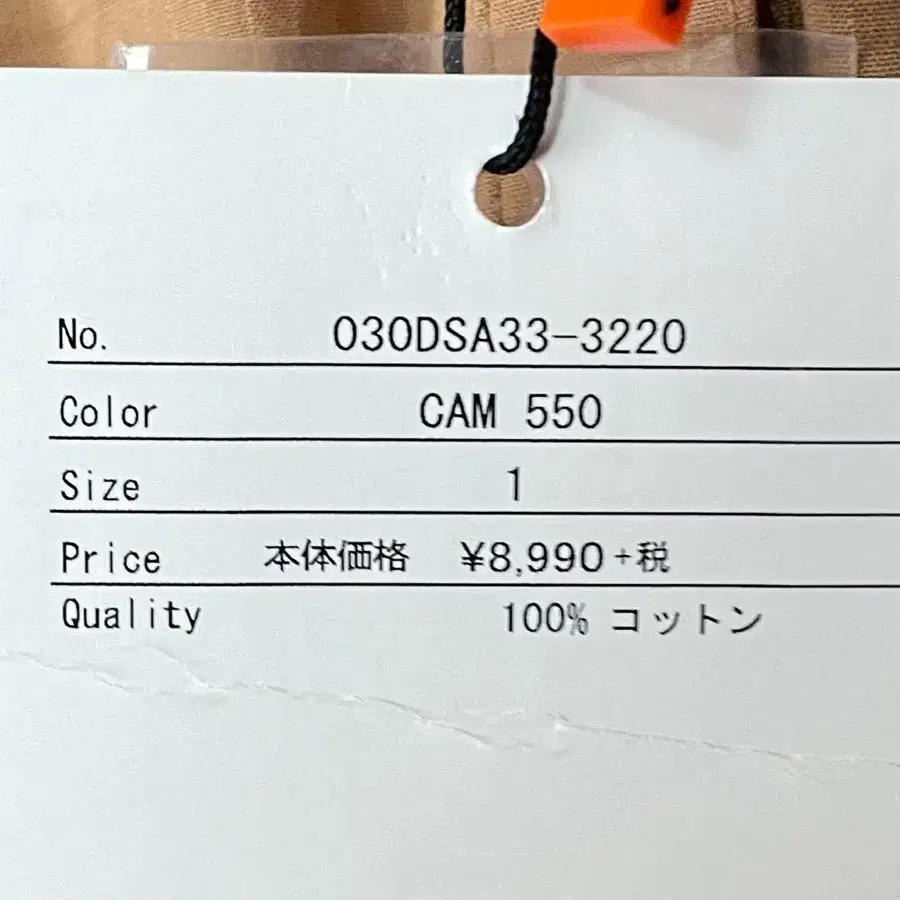 No. 030DSA33-3220
Color CAM 550
Size 1
Price 本体価格 ¥8,990+税
Quality 100% コットン